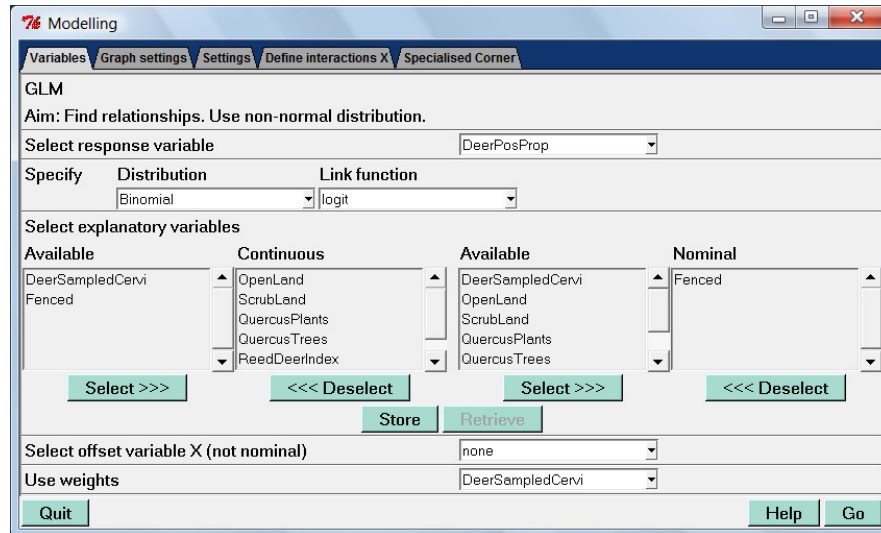 Modelling
Variables Graph settings Settings Define interactions X Specialised Corner
GLM
Aim: Find relationships. Use non-normal distribution.
Select response variable DeerPosProp
Specify Distribution Link function
Binomial logit
Select explanatory variables
Available Continuous Available Nominal
DeerSampledCervi OpenLand DeerSampledCervi Fenced
Fenced ScrubLand OpenLand
QuercusPlants ScrubLand
QuercusTrees QuercusPlants
ReedDeerIndex QuercusTrees
Select >>> <<< Deselect Select >>> <<< Deselect
Store Retrieve
Select offset variable X (not nominal) none
Use weights DeerSampledCervi
Quit Help Go